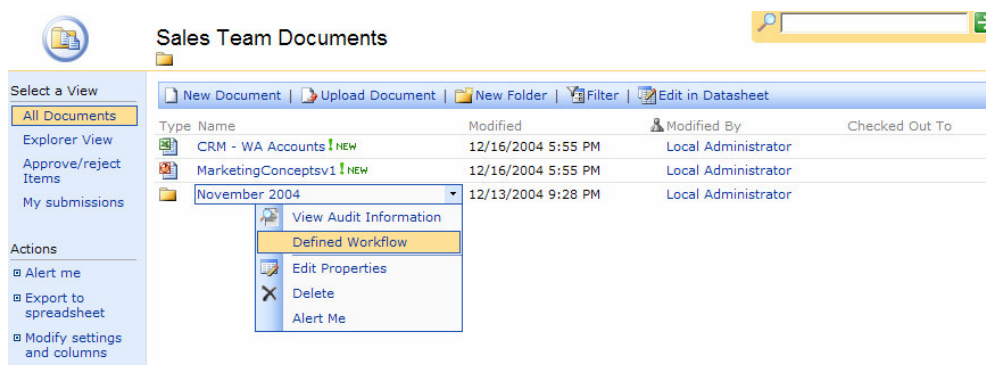 Sales Team Documents
Select a View
All Documents
Explorer View
Approve/reject
Items
My submissions
Actions
Alert me
Export to
spreadsheet
Modify settings
and columns
New Document | Upload Document | New Folder | Filter | Edit in Datasheet
Type Name Modified Modified By Checked Out To
CRM - WA Accounts ! NEW 12/16/2004 5:55 PM Local Administrator
MarketingConceptsv1 ! NEW 12/16/2004 5:55 PM Local Administrator
November 2004 12/13/2004 9:28 PM Local Administrator
View Audit Information
Defined Workflow
Edit Properties
Delete
Alert Me